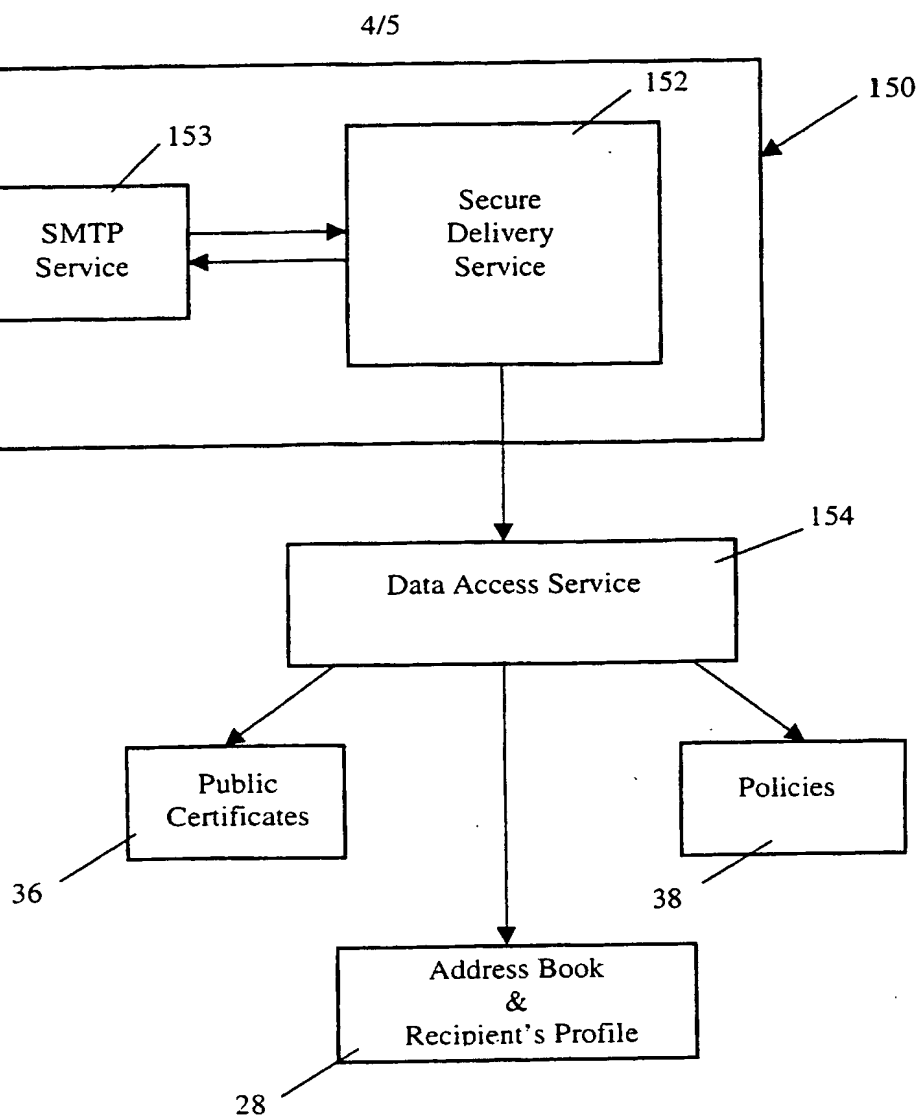 4/5
152
150
153
Secure
Delivery
Service
SMTP
Service
154
Data Access Service
Public
Certificates
Policies
36
38
Address Book
&
Recipient's Profile
28